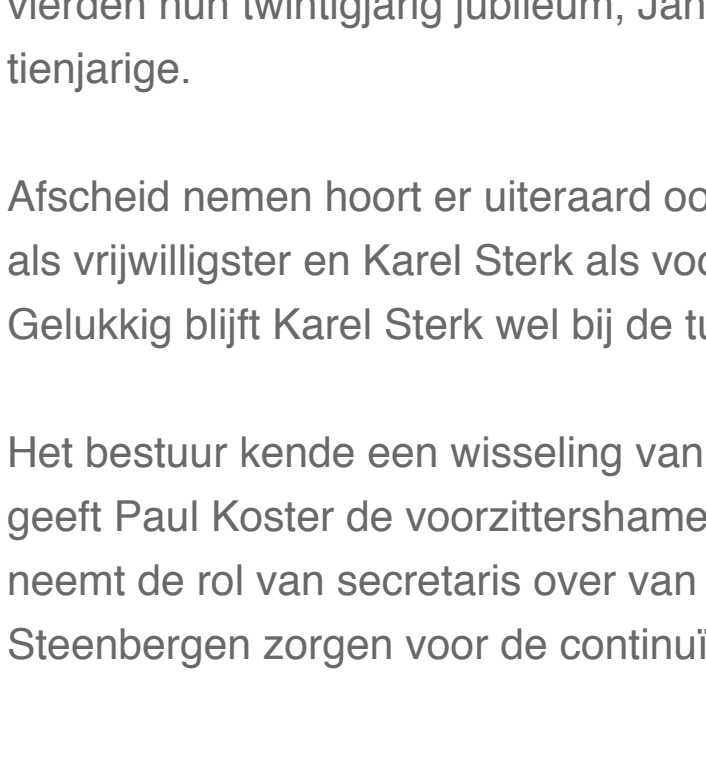 vierden hun twintigjarig jubileum, Jan
tienjarige.
Afscheid nemen hoort er uiteraard oo
als vrijwilligster en Karel Sterk als voo
Gelukkig blijft Karel Sterk wel bij de tu
Het bestuur kende een wisseling van
geeft Paul Koster de voorzittershame
neemt de rol van secretaris over van
Steenbergen zorgen voor de continuï